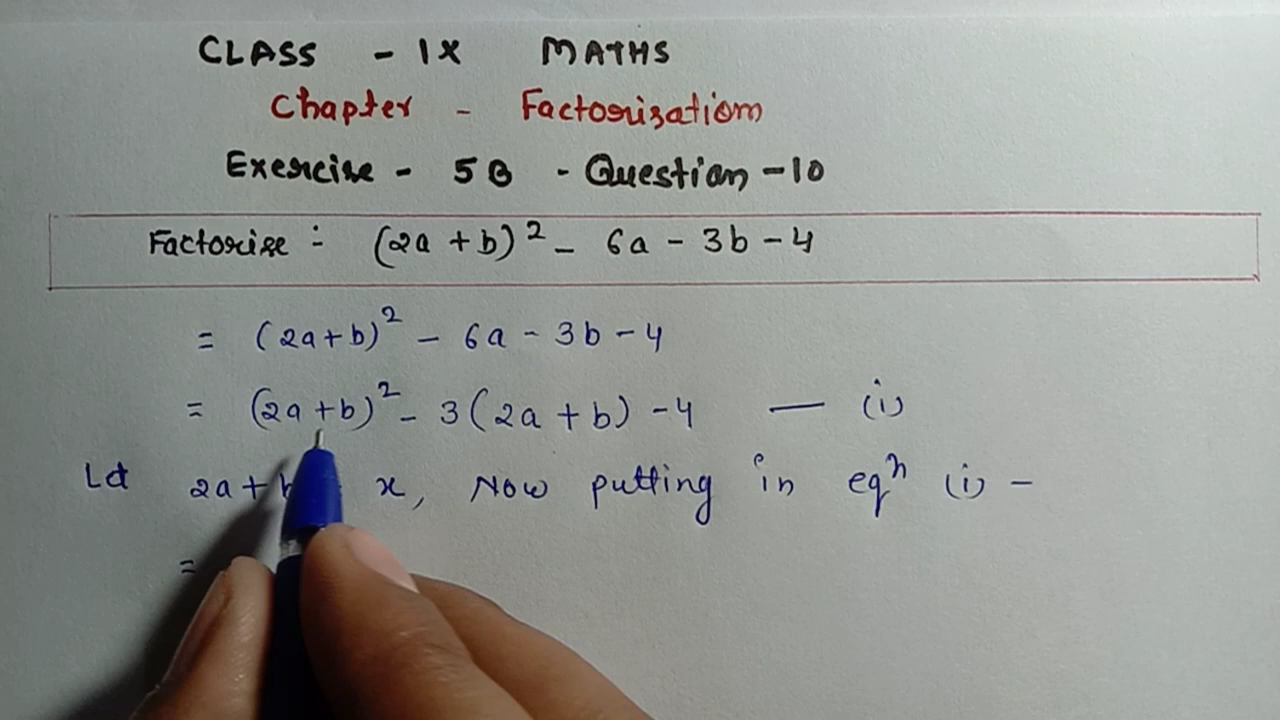 CLASS - IX MATHS
Chapter - Factorisation
Exercise - 5B - Question - 10
Factorise :- (2a + b)² - 6a - 3b - 4
= (2a+b)² - 6a - 3b - 4
= (2a+b)² - 3(2a + b) - 4 — (i)
Let 2a+b = x, Now putting in eqⁿ (i) -
=